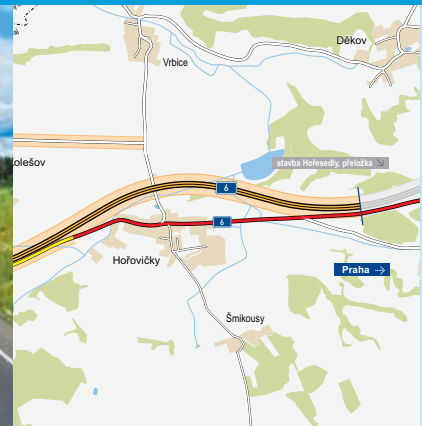 Vrbice
Děkov
olešov
stavba Hořesedly, přeložka
6
6
Hořovičky
Praha
Šmikousy